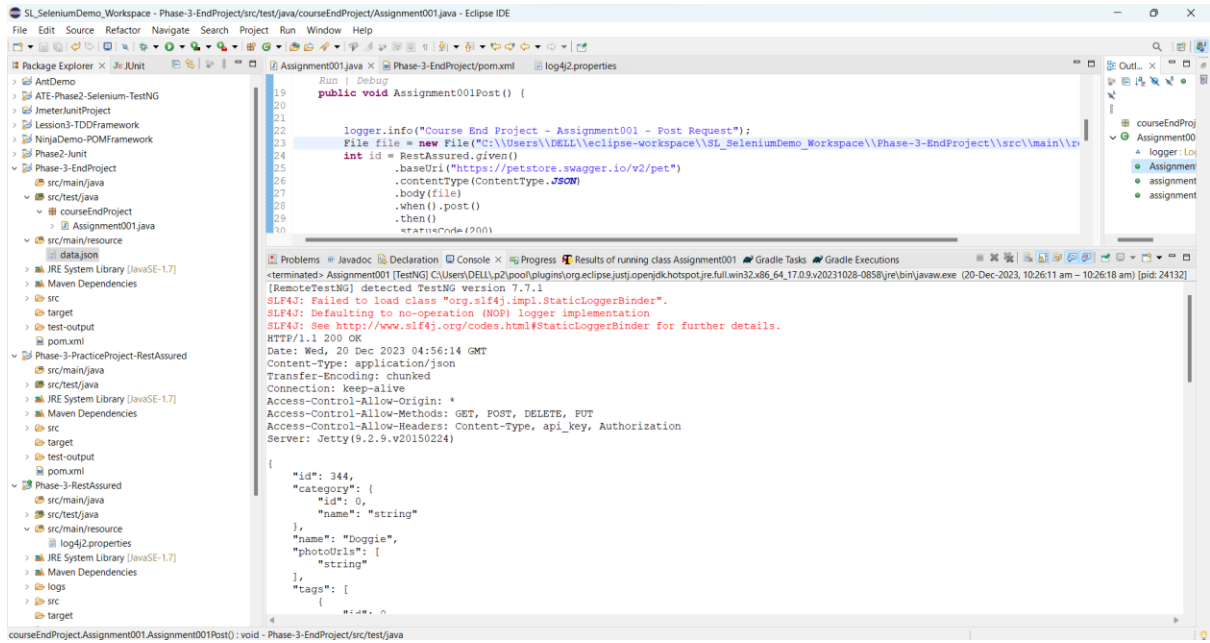 SL_SeleniumDemo_Workspace - Phase-3-EndProject/src/test/java/courseEndProject/Assignment001.java - Eclipse IDE
File Edit Source Refactor Navigate Search Project Run Window Help
Package Explorer JUnit
AntDemo
ATE-Phase2-Selenium-TestNG
JmeterJunitProject
Lession3-TDDFramework
NinjaDemo-POMFramework
Phase2-Junit
Phase-3-EndProject
src/main/java
src/test/java
courseEndProject
Assignment001.java
src/main/resource
data.json
JRE System Library [JavaSE-1.7]
Maven Dependencies
src
target
test-output
pom.xml
Phase-3-PracticeProject-RestAssured
src/main/java
src/test/java
JRE System Library [JavaSE-1.7]
Maven Dependencies
src
target
test-output
pom.xml
Phase-3-RestAssured
src/main/java
src/test/java
src/main/resource
log4j2.properties
JRE System Library [JavaSE-1.7]
Maven Dependencies
logs
src
target
Assignment001.java Phase-3-EndProject/pom.xml log4j2.properties
Run | Debug
19 public void Assignment001Post() {
20
21
22 logger.info("Course End Project - Assignment001 - Post Request");
23 File file = new File("C:\\Users\\DELL\\eclipse-workspace\\SL_SeleniumDemo_Workspace\\Phase-3-EndProject\\src\\main\\re
24 int id = RestAssured.given()
25 .baseUri("https://petstore.swagger.io/v2/pet")
26 .contentType(ContentType.JSON)
27 .body(file)
28 .when().post()
29 .then()
30 .statusCode(200)
Outl...
courseEndProj
Assignment00
logger : Lo
Assignment
assignment
assignment
Problems Javadoc Declaration Console Progress Results of running class Assignment001 Gradle Tasks Gradle Executions
<terminated> Assignment001 [TestNG] C:\Users\DELL\.p2\pool\plugins\org.eclipse.justj.openjdk.hotspot.jre.full.win32.x86_64_17.0.9.v20231028-0858\jre\bin\javaw.exe (20-Dec-2023, 10:26:11 am – 10:26:18 am) [pid: 24132]
[RemoteTestNG] detected TestNG version 7.7.1
SLF4J: Failed to load class "org.slf4j.impl.StaticLoggerBinder".
SLF4J: Defaulting to no-operation (NOP) logger implementation
SLF4J: See http://www.slf4j.org/codes.html#StaticLoggerBinder for further details.
HTTP/1.1 200 OK
Date: Wed, 20 Dec 2023 04:56:14 GMT
Content-Type: application/json
Transfer-Encoding: chunked
Connection: keep-alive
Access-Control-Allow-Origin: *
Access-Control-Allow-Methods: GET, POST, DELETE, PUT
Access-Control-Allow-Headers: Content-Type, api_key, Authorization
Server: Jetty(9.2.9.v20150224)
{
"id": 344,
"category": {
"id": 0,
"name": "string"
},
"name": "Doggie",
"photoUrls": [
"string"
],
"tags": [
{
"id": 0
courseEndProject.Assignment001.Assignment001Post() : void - Phase-3-EndProject/src/test/java